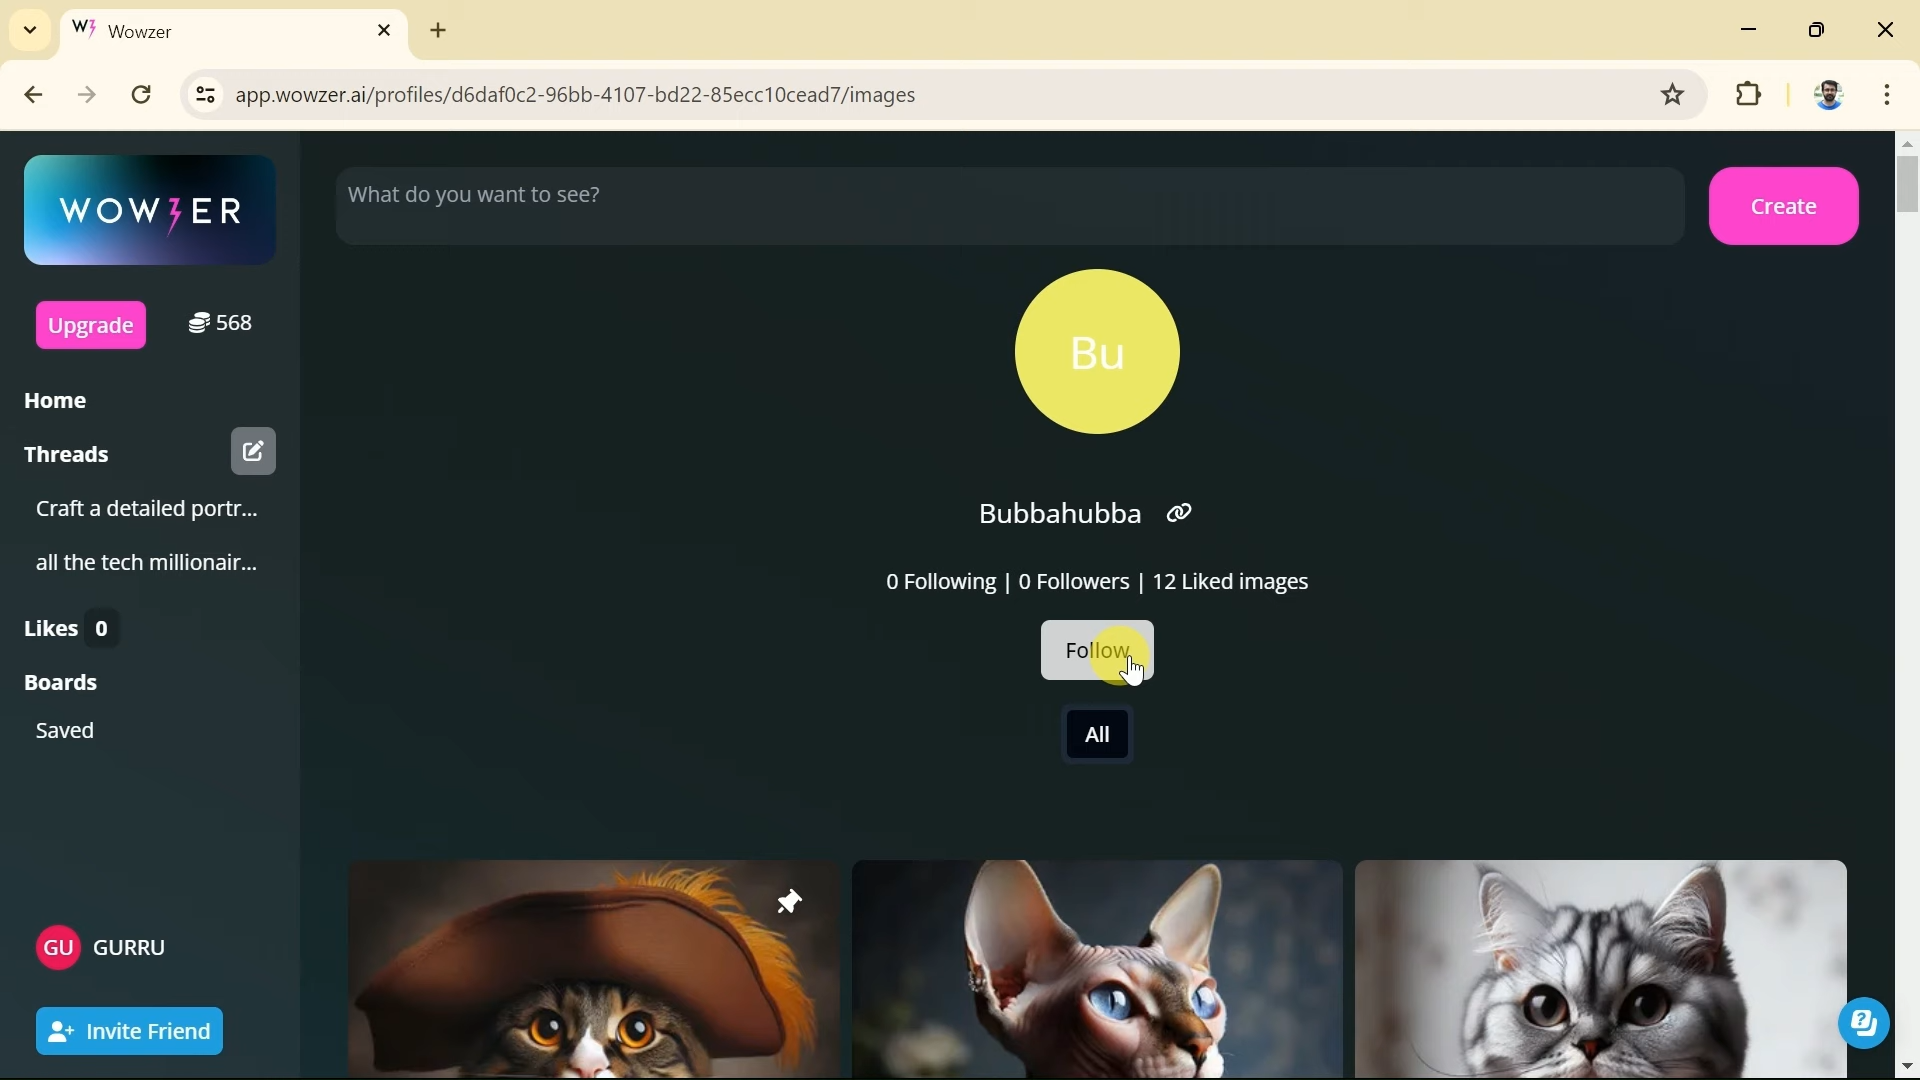 Wowzer
app.wowzer.ai/profiles/d6daf0c2-96bb-4107-bd22-85ecc10cead7/images
WOWZER
What do you want to see?
Create
Upgrade
568
Bu
Home
Threads
Craft a detailed portr...
all the tech millionair...
Bubbahubba
0 Following | 0 Followers | 12 Liked images
Likes 0
Follow
Boards
Saved
All
GU GURRU
Invite Friend